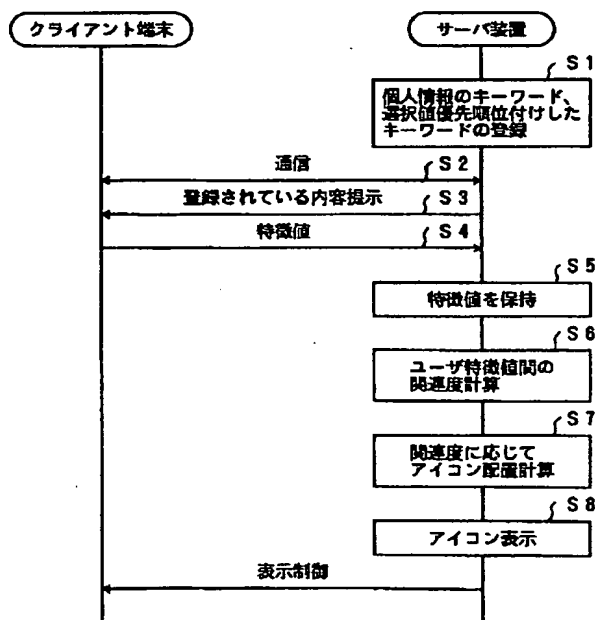 クライアント端末
サーバ装置
S1
個人情報のキーワード、
選択値優先順位付けした
キーワードの登録
通信
S2
登録されている内容提示
S3
特徴値
S4
S5
特徴値を保持
S6
ユーザ特徴値間の
関連度計算
S7
関連度に応じて
アイコン配置計算
S8
アイコン表示
表示制御